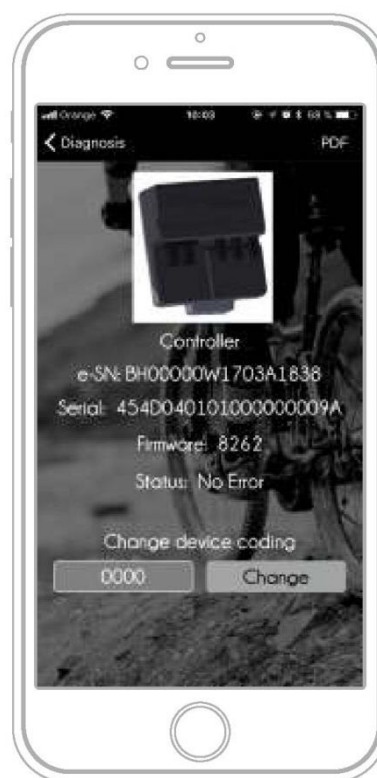 Orange 10:03 68 %
Diagnosis PDF
Controller
e-SN: BH00000W1703A1838
Serial: 454D040101000000009A
Firmware: 8262
Status: No Error
Change device coding
0000 Change